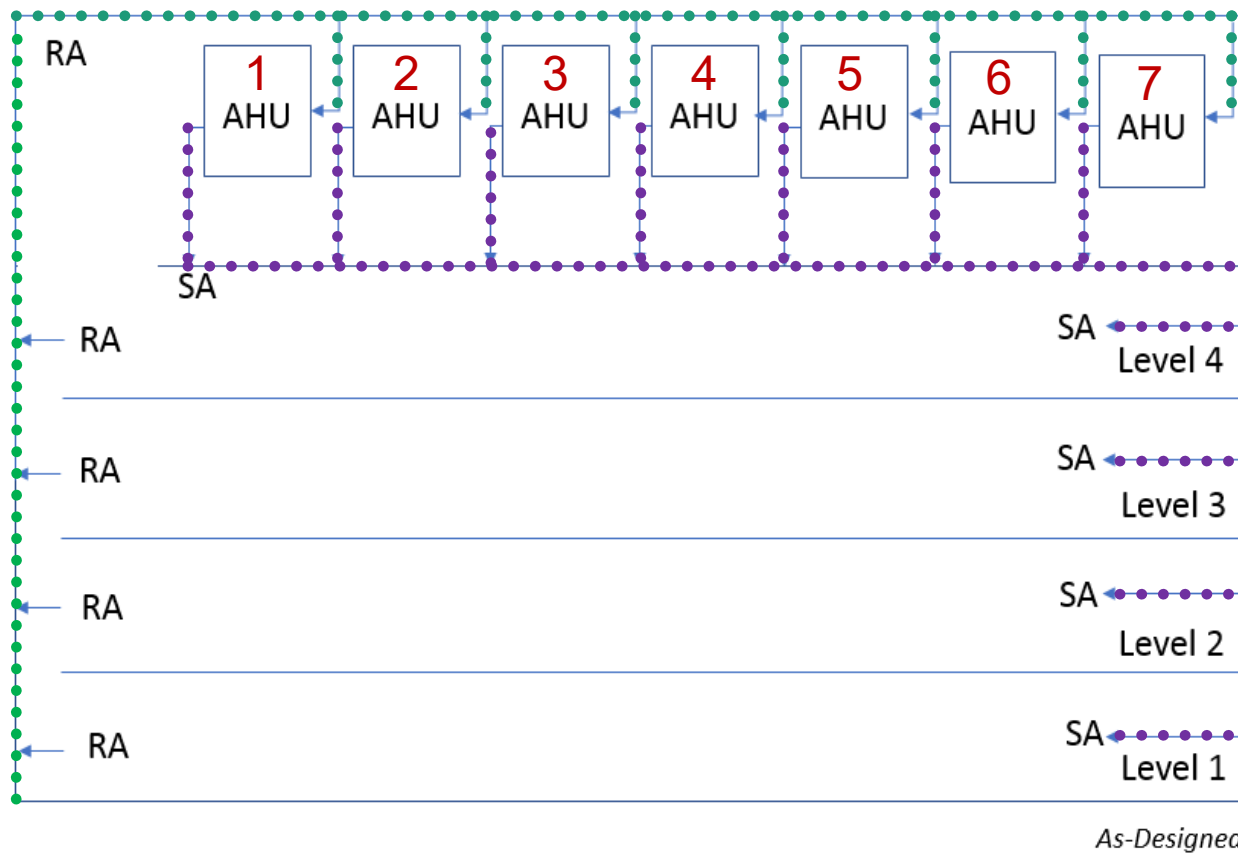 RA
1 2 3 4 5 6 7
AHU AHU AHU AHU AHU AHU AHU
SA
RA SA
Level 4
RA SA
Level 3
RA SA
Level 2
RA SA
Level 1
As-Designed